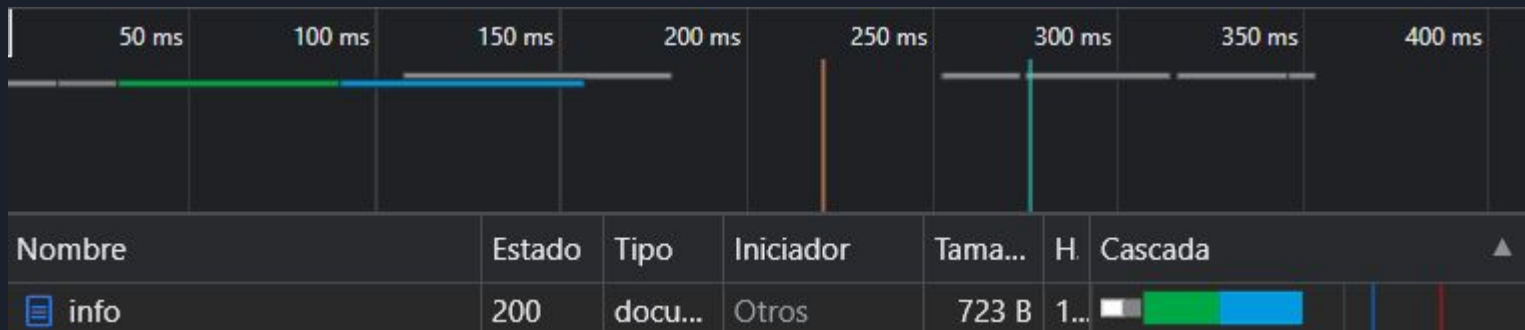 50 ms 100 ms 150 ms 200 ms 250 ms 300 ms 350 ms 400 ms
Nombre Estado Tipo Iniciador Tama... H. Cascada
info 200 docu... Otros 723 B 1...